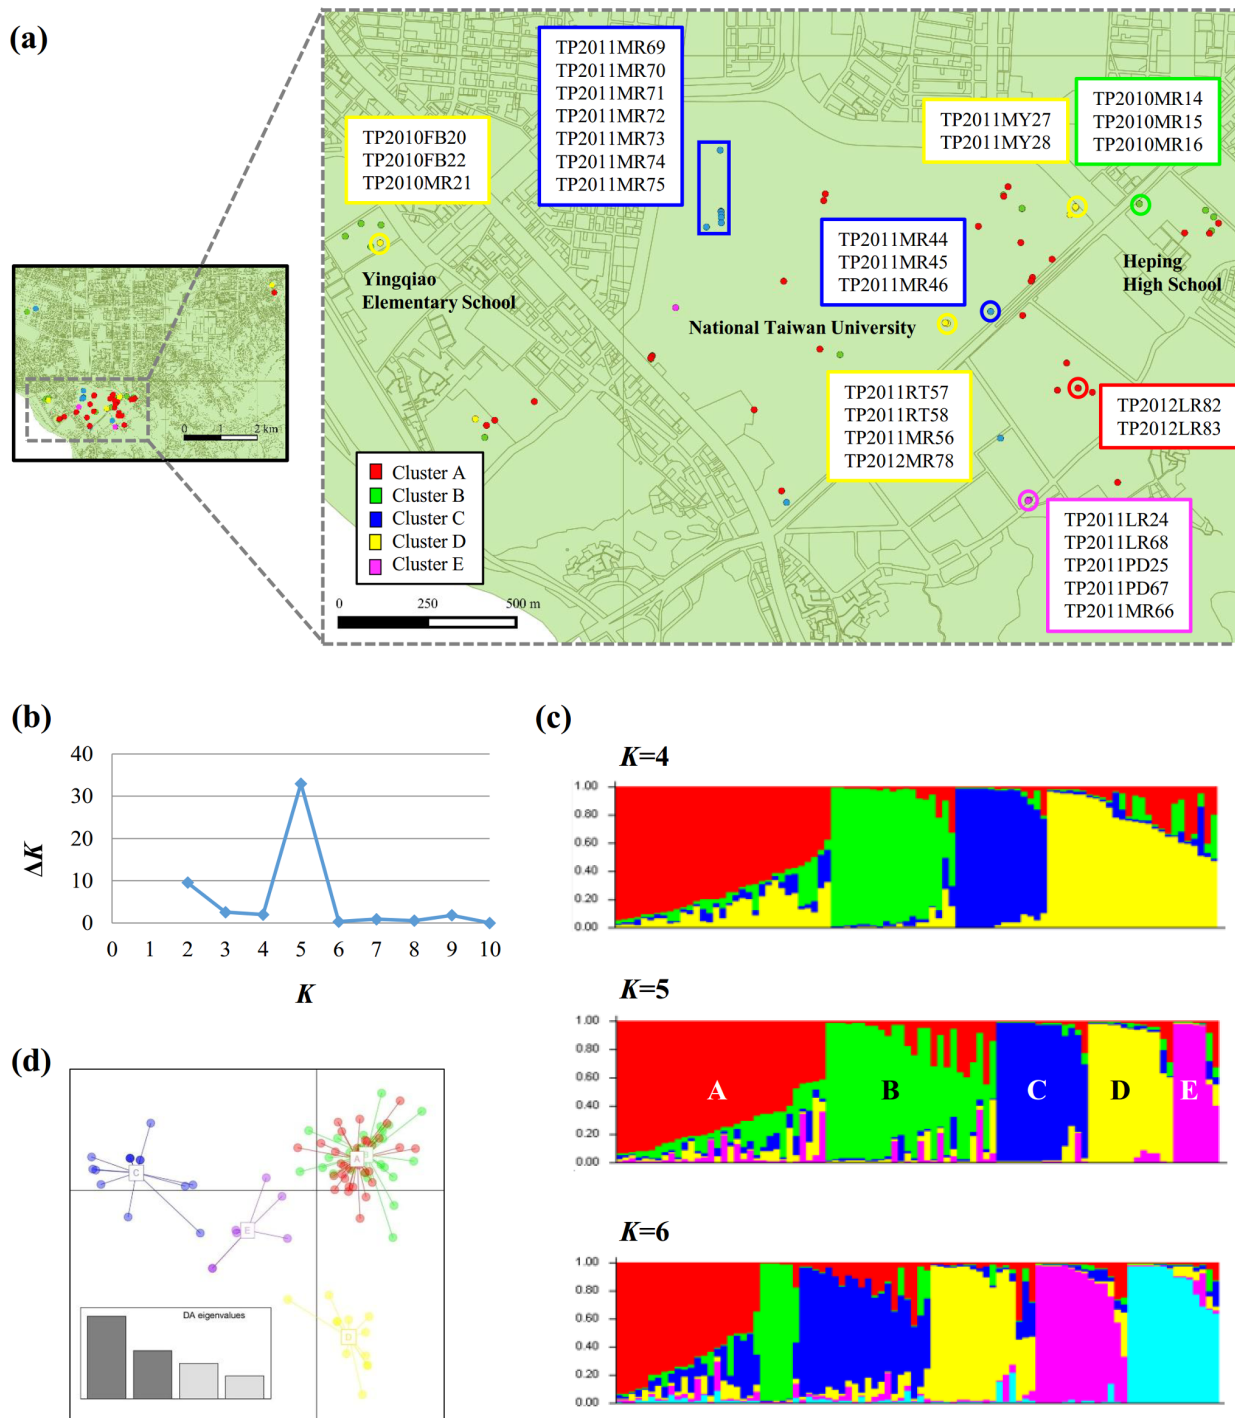 (a)
TP2011MR69
TP2011MR70
TP2011MR71
TP2011MR72
TP2011MR73
TP2011MR74
TP2011MR75
TP2010FB20
TP2010FB22
TP2010MR21
TP2011MY27
TP2011MY28
TP2010MR14
TP2010MR15
TP2010MR16
TP2011MR44
TP2011MR45
TP2011MR46
Yingqiao
Elementary School
Heping
High School
National Taiwan University
TP2011RT57
TP2011RT58
TP2011MR56
TP2012MR78
TP2012LR82
TP2012LR83
TP2011LR24
TP2011LR68
TP2011PD25
TP2011PD67
TP2011MR66
0 1 2 km
Cluster A
Cluster B
Cluster C
Cluster D
Cluster E
0 250 500 m
(b)
40
30
20
10
0
ΔK
0 1 2 3 4 5 6 7 8 9 10
K
(c)
K=4
1.00
0.80
0.60
0.40
0.20
0.00
K=5
1.00
0.80
0.60
0.40
0.20
0.00
A B C D E
K=6
1.00
0.80
0.60
0.40
0.20
0.00
(d)
C
A
E
D
DA eigenvalues